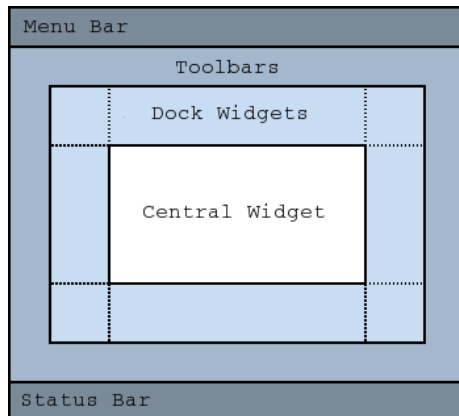 Menu Bar
Toolbars
Dock Widgets
Central Widget
Status Bar